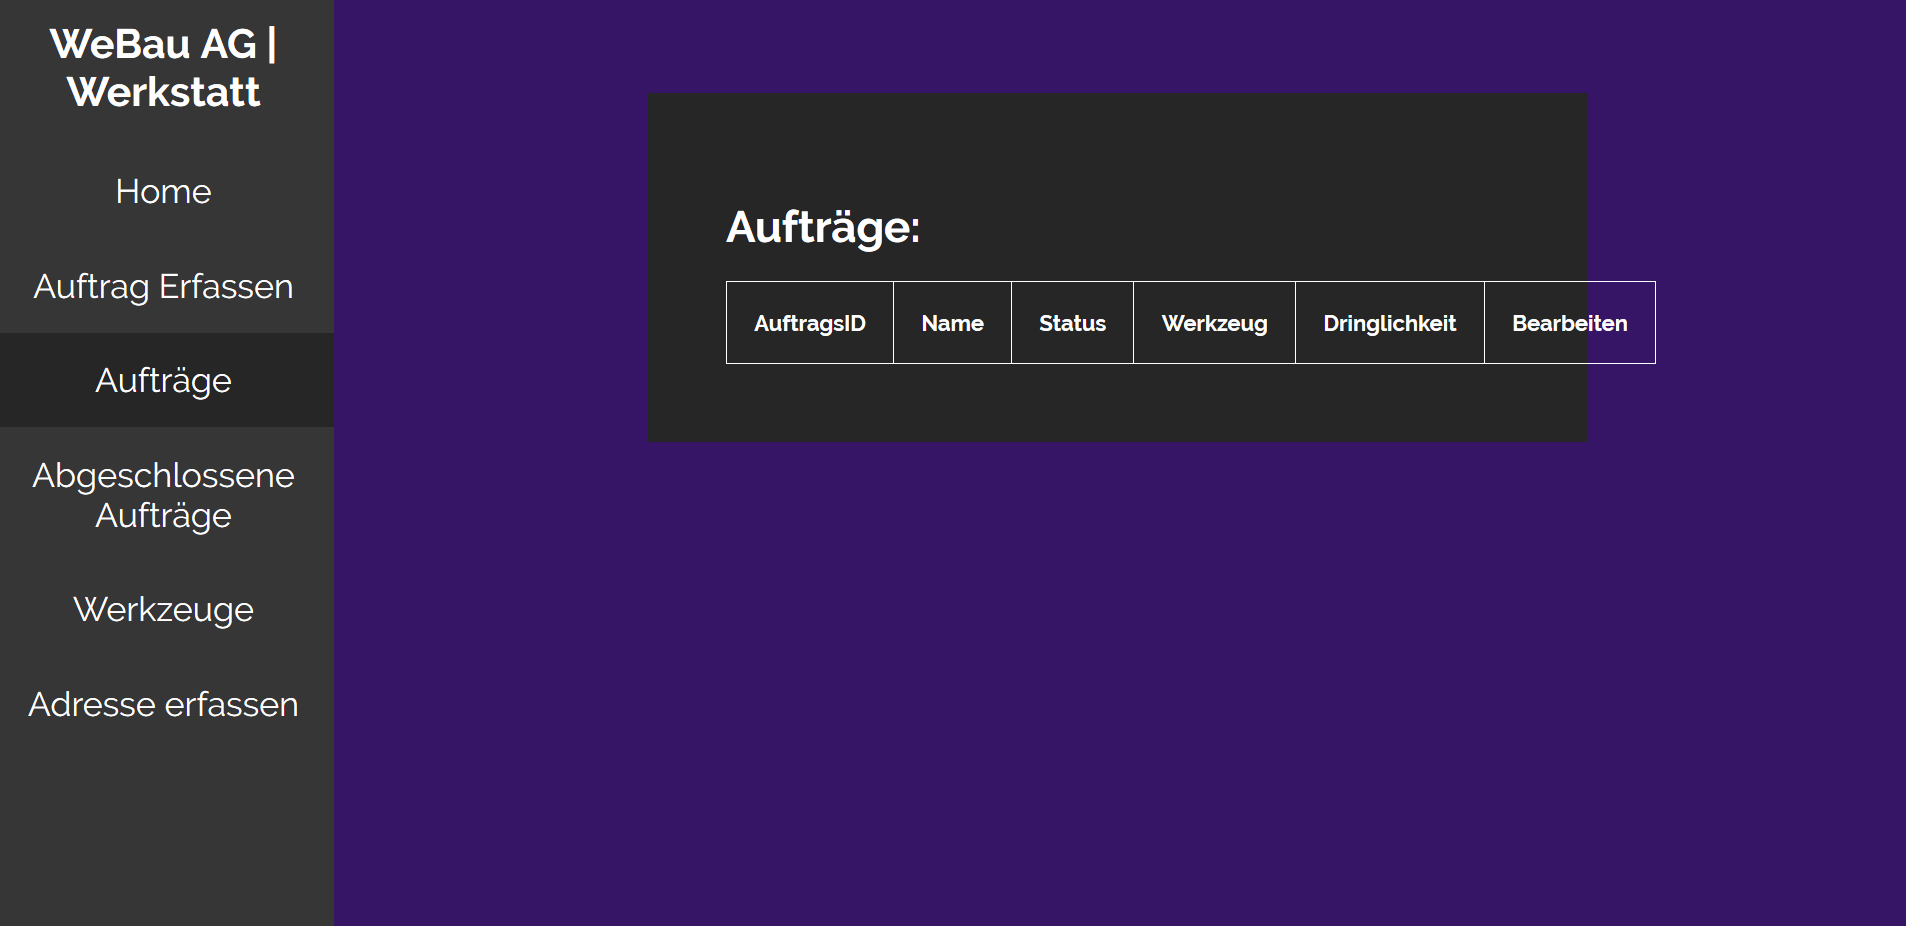 WeBau AG |
Werkstatt
Home
Auftrag Erfassen
Aufträge
Abgeschlossene
Aufträge
Werkzeuge
Adresse erfassen
Aufträge:
AuftragsID Name Status Werkzeug Dringlichkeit Bearbeiten